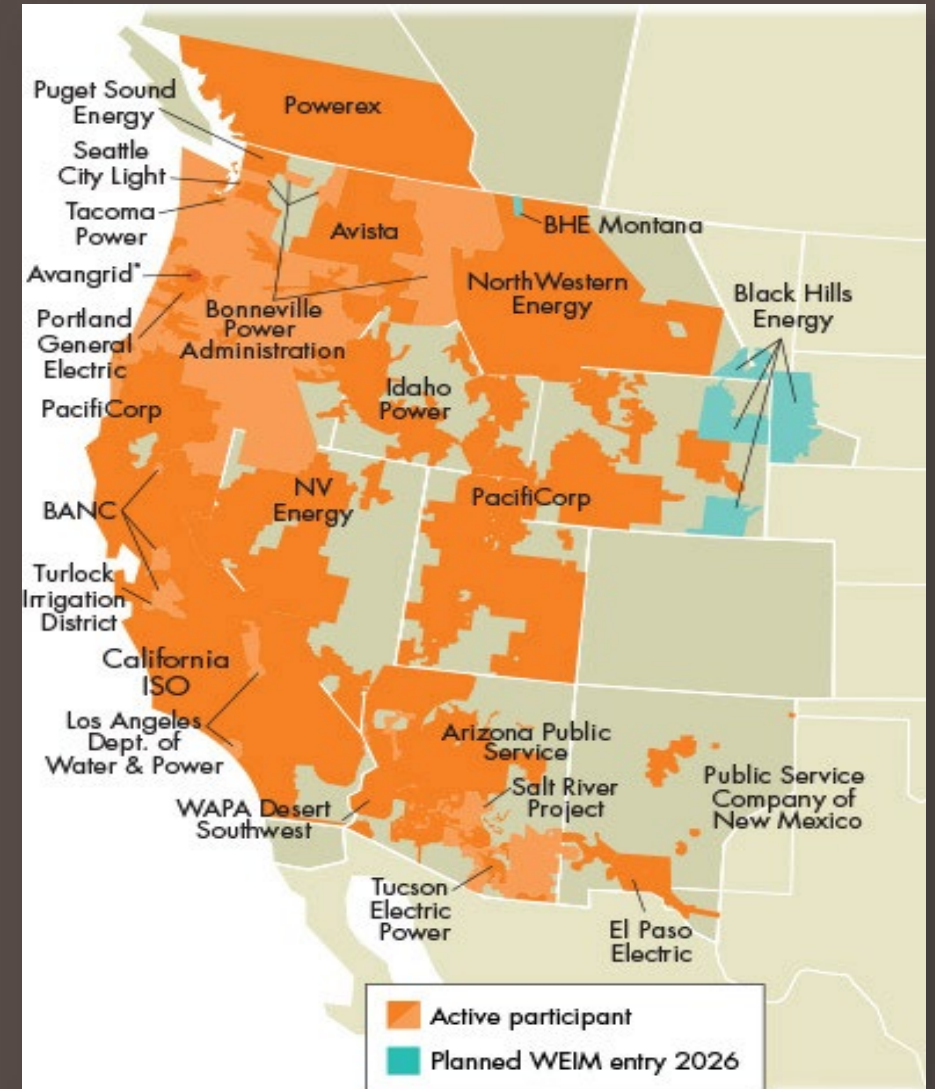 Puget Sound
Energy
Powerex
Seattle
City Light
Tacoma
Power
Avista
BHE Montana
Avangrid*
Bonneville
Power
Administration
NorthWestern
Energy
Black Hills
Energy
Portland
General
Electric
PacifiCorp
Idaho
Power
BANC
NV
Energy
PacifiCorp
Turlock
Irrigation
District
California
ISO
Los Angeles
Dept. of
Water & Power
Arizona Public
Service
Salt River
Project
Public Service
Company of
New Mexico
WAPA Desert
Southwest
Tucson
Electric
Power
El Paso
Electric
Active participant
Planned WEIM entry 2026